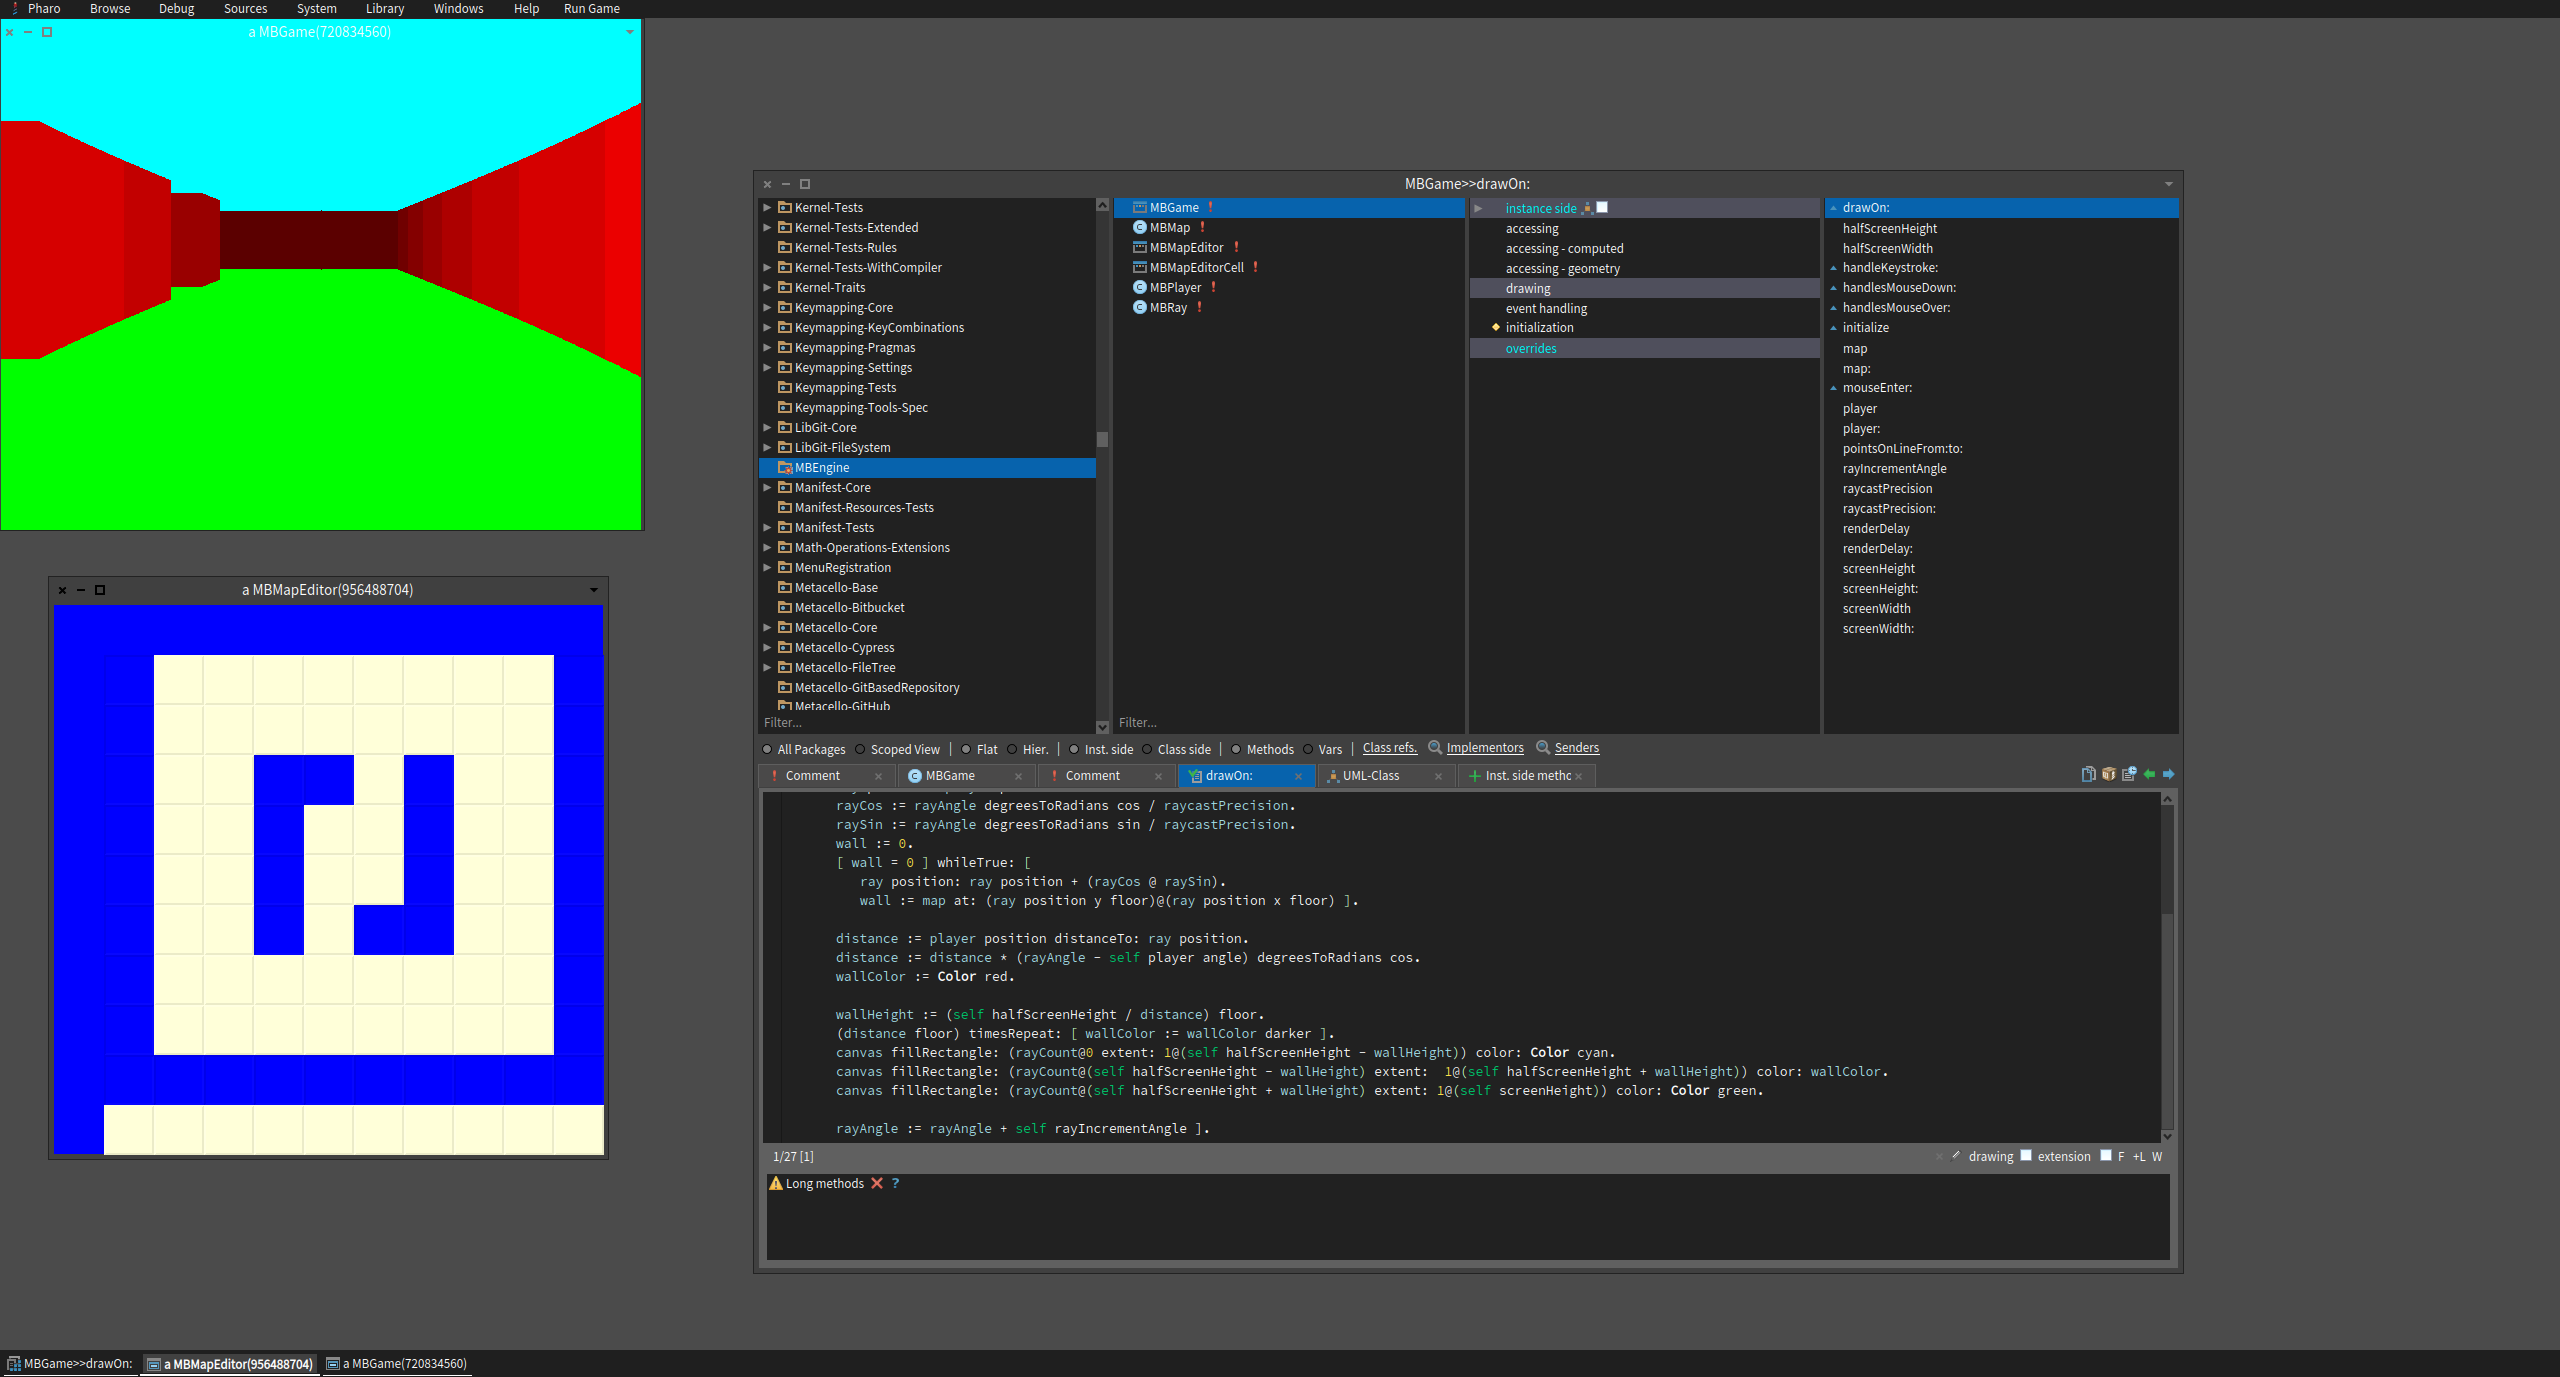 Pharo Browse Debug Sources System Library Windows Help Run Game
a MBGame(720834560)
a MBMapEditor(956488704)
MBGame>>drawOn:
Kernel-Tests
Kernel-Tests-Extended
Kernel-Tests-Rules
Kernel-Tests-WithCompiler
Kernel-Traits
Keymapping-Core
Keymapping-KeyCombinations
Keymapping-Pragmas
Keymapping-Settings
Keymapping-Tests
Keymapping-Tools-Spec
LibGit-Core
LibGit-FileSystem
MBEngine
Manifest-Core
Manifest-Resources-Tests
Manifest-Tests
Math-Operations-Extensions
MenuRegistration
Metacello-Base
Metacello-Bitbucket
Metacello-Core
Metacello-Cypress
Metacello-FileTree
Metacello-GitBasedRepository
Metacello-GitHub
Filter...
MBGame
MBMap
MBMapEditor
MBMapEditorCell
MBPlayer
MBRay
Filter...
instance side
accessing
accessing - computed
accessing - geometry
drawing
event handling
initialization
overrides
drawOn:
halfScreenHeight
halfScreenWidth
handleKeystroke:
handlesMouseDown:
handlesMouseOver:
initialize
map
map:
mouseEnter:
player
player:
pointsOnLineFrom:to:
rayIncrementAngle
raycastPrecision
raycastPrecision:
renderDelay
renderDelay:
screenHeight
screenHeight:
screenWidth
screenWidth:
All Packages Scoped View | Flat Hier. | Inst. side Class side | Methods Vars | Class refs. Implementors Senders
Comment MBGame Comment drawOn: UML-Class Inst. side methc
rayCos := rayAngle degreesToRadians cos / raycastPrecision.
raySin := rayAngle degreesToRadians sin / raycastPrecision.
wall := 0.
[ wall = 0 ] whileTrue: [
ray position: ray position + (rayCos @ raySin).
wall := map at: (ray position y floor)@(ray position x floor) ].
distance := player position distanceTo: ray position.
distance := distance * (rayAngle - self player angle) degreesToRadians cos.
wallColor := Color red.
wallHeight := (self halfScreenHeight / distance) floor.
(distance floor) timesRepeat: [ wallColor := wallColor darker ].
canvas fillRectangle: (rayCount@0 extent: 1@(self halfScreenHeight - wallHeight)) color: Color cyan.
canvas fillRectangle: (rayCount@(self halfScreenHeight - wallHeight) extent:  1@(self halfScreenHeight + wallHeight)) color: wallColor.
canvas fillRectangle: (rayCount@(self halfScreenHeight + wallHeight) extent: 1@(self screenHeight)) color: Color green.
rayAngle := rayAngle + self rayIncrementAngle ].
1/27 [1] drawing extension F +L W
Long methods ?
MBGame>>drawOn: a MBMapEditor(956488704) a MBGame(720834560)